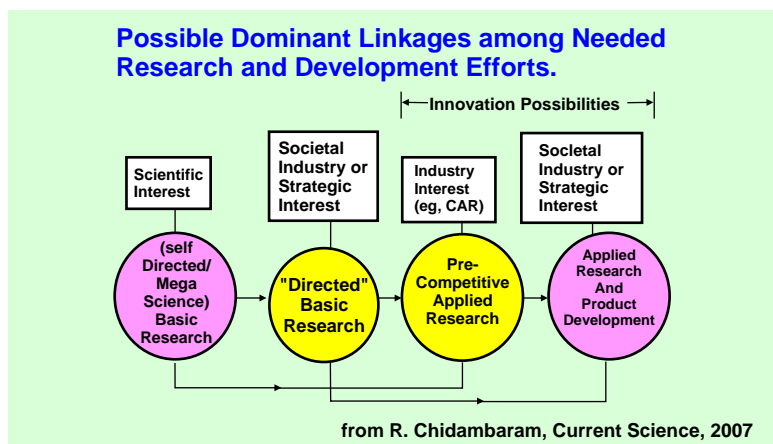 Possible Dominant Linkages among Needed
Research and Development Efforts.
Innovation Possibilities
Scientific
Interest
Societal
Industry or
Strategic
Interest
Industry
Interest
(eg, CAR)
Socletal
Industry or
Strategic
Interest
(self
Directed/
Mega
Science)
Basic
Research
"Directed"
Basic
Research
Pre-
Competitive
Applied
Research
Applied
Research
And
Product
Development
from R. Chidambaram, Current Science, 2007